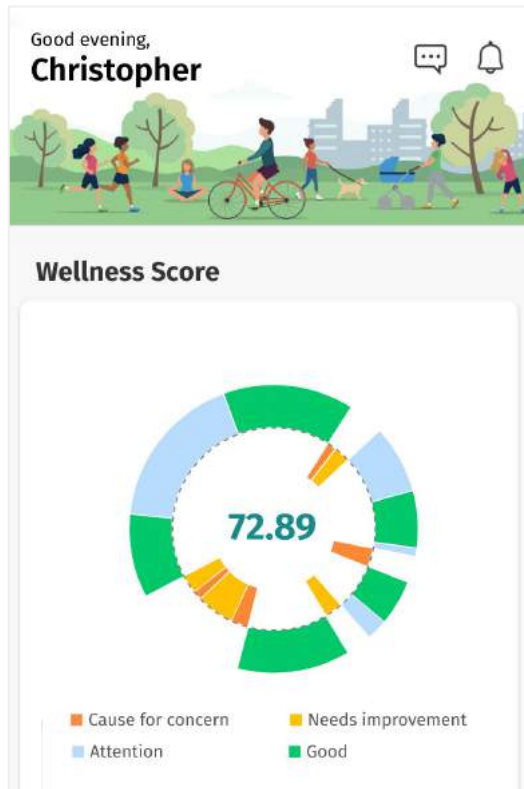 Good evening,
Christopher
Wellness Score
72.89
Cause for concern
Needs improvement
Attention
Good